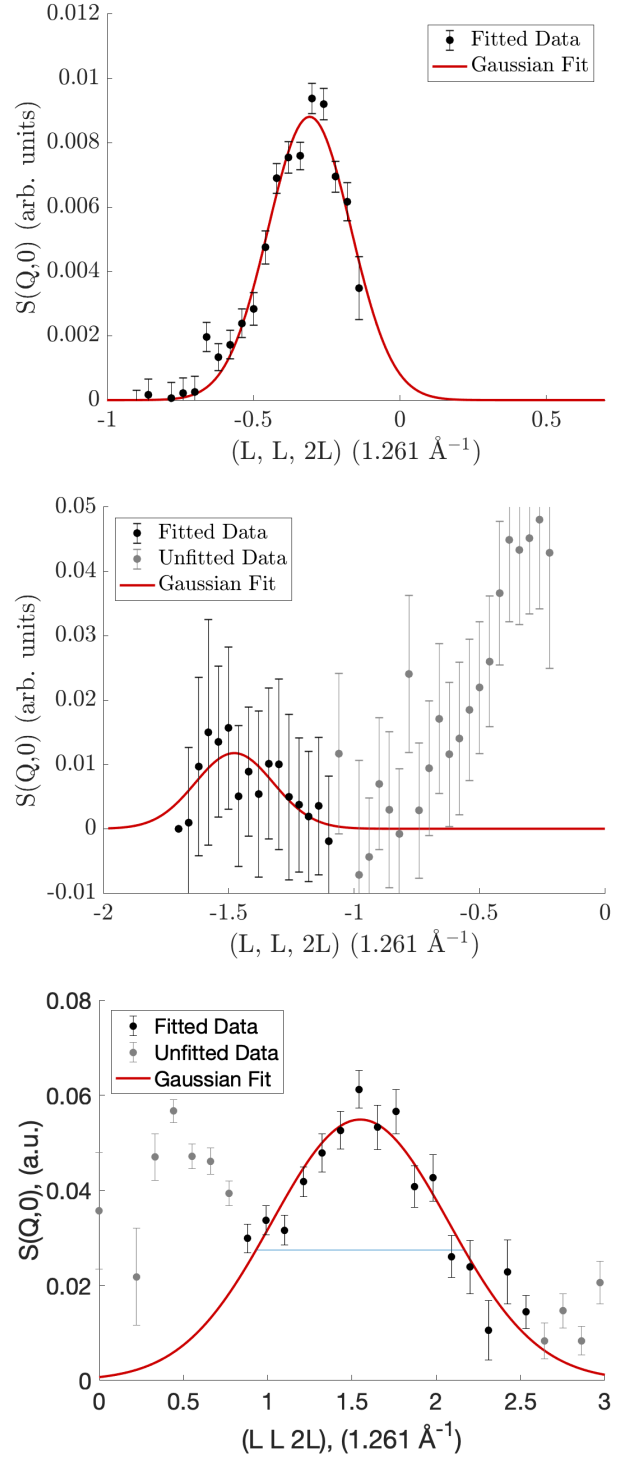 0.012
Fitted Data
Gaussian Fit
0.01
0.008
0.006
0.004
0.002
0
S(Q,0) (arb. units)
-1 -0.5 0 0.5
(L, L, 2L) (1.261 Å⁻¹)
0.05
Fitted Data
Unfitted Data
Gaussian Fit
0.04
0.03
0.02
0.01
0
-0.01
S(Q,0) (arb. units)
-2 -1.5 -1 -0.5 0
(L, L, 2L) (1.261 Å⁻¹)
0.08
Fitted Data
Unfitted Data
Gaussian Fit
0.06
0.04
0.02
0
S(Q,0), (a.u.)
0 0.5 1 1.5 2 2.5 3
(L L 2L), (1.261 Å⁻¹)